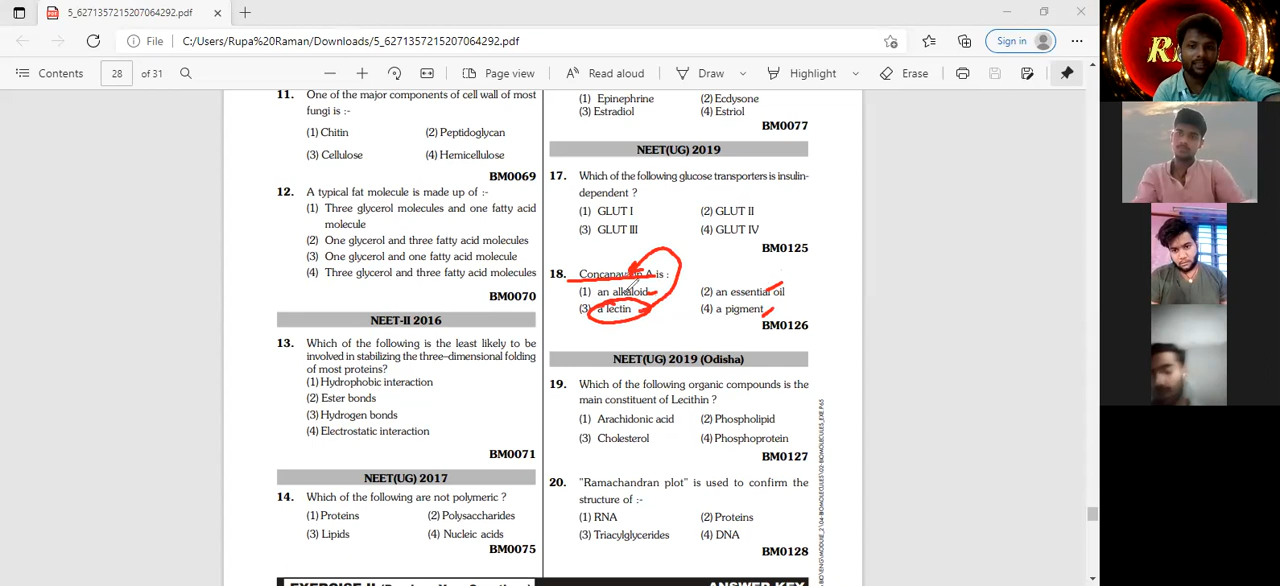 5_6271357215207064292.pdf
File
C:/Users/Rupa%20Raman/Downloads/5_6271357215207064292.pdf
Sign in
Contents
28
of 31
Page view
Read aloud
Draw
Highlight
Erase
11. One of the major components of cell wall of most
fungi is :-
(1) Chitin (2) Peptidoglycan
(3) Cellulose (4) Hemicellulose
BM0069
12. A typical fat molecule is made up of :-
(1) Three glycerol molecules and one fatty acid
molecule
(2) One glycerol and three fatty acid molecules
(3) One glycerol and one fatty acid molecule
(4) Three glycerol and three fatty acid molecules
BM0070
NEET-II 2016
13. Which of the following is the least likely to be
involved in stabilizing the three-dimensional folding
of most proteins?
(1) Hydrophobic interaction
(2) Ester bonds
(3) Hydrogen bonds
(4) Electrostatic interaction
BM0071
NEET(UG) 2017
14. Which of the following are not polymeric ?
(1) Proteins (2) Polysaccharides
(3) Lipids (4) Nucleic acids
BM0075
(1) Epinephrine (2) Ecdysone
(3) Estradiol (4) Estriol
BM0077
NEET(UG) 2019
17. Which of the following glucose transporters is insulin-
dependent ?
(1) GLUT I (2) GLUT II
(3) GLUT III (4) GLUT IV
BM0125
18. Concanavalin A is :
(1) an alkaloid (2) an essential oil
(3) a lectin (4) a pigment
BM0126
NEET(UG) 2019 (Odisha)
19. Which of the following organic compounds is the
main constituent of Lecithin ?
(1) Arachidonic acid (2) Phospholipid
(3) Cholesterol (4) Phosphoprotein
BM0127
20. "Ramachandran plot" is used to confirm the
structure of :-
(1) RNA (2) Proteins
(3) Triacylglycerides (4) DNA
BM0128
ANSWER KEY